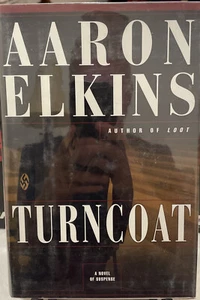 AARON
ELKINS
AUTHOR OF LOOT
TURNCOAT
A NOVEL
OF SUSPENSE